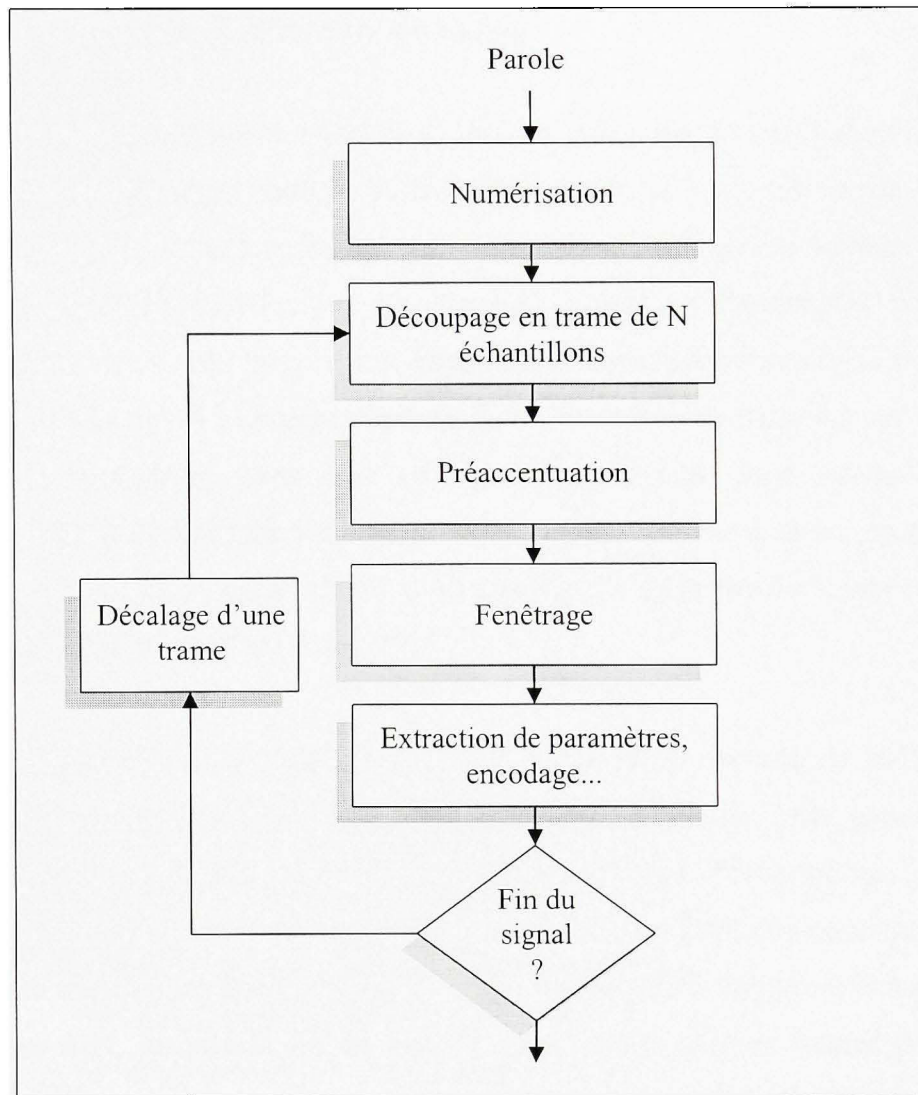 Parole
Numérisation
Découpage en trame de N
échantillons
Préaccentuation
Fenêtrage
Décalage d'une
trame
Extraction de paramètres,
encodage...
Fin du
signal
?